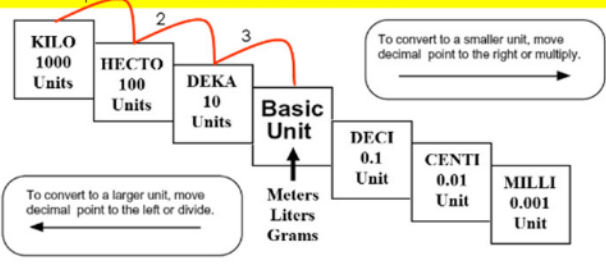 2
3
KILO
1000
Units
HECTO
100
Units
DEKA
10
Units
Basic
Unit
Meters
Liters
Grams
DECI
0.1
Unit
CENTI
0.01
Unit
MILLI
0.001
Unit
To convert to a smaller unit, move
decimal point to the right or multiply.
To convert to a larger unit, move
decimal point to the left or divide.